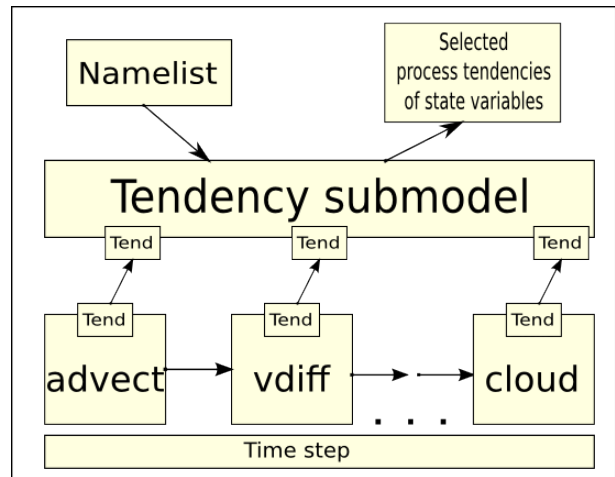 Namelist
Selected
process tendencies
of state variables
Tendency submodel
Tend Tend Tend
Tend Tend Tend
advect vdiff cloud
. . .
Time step